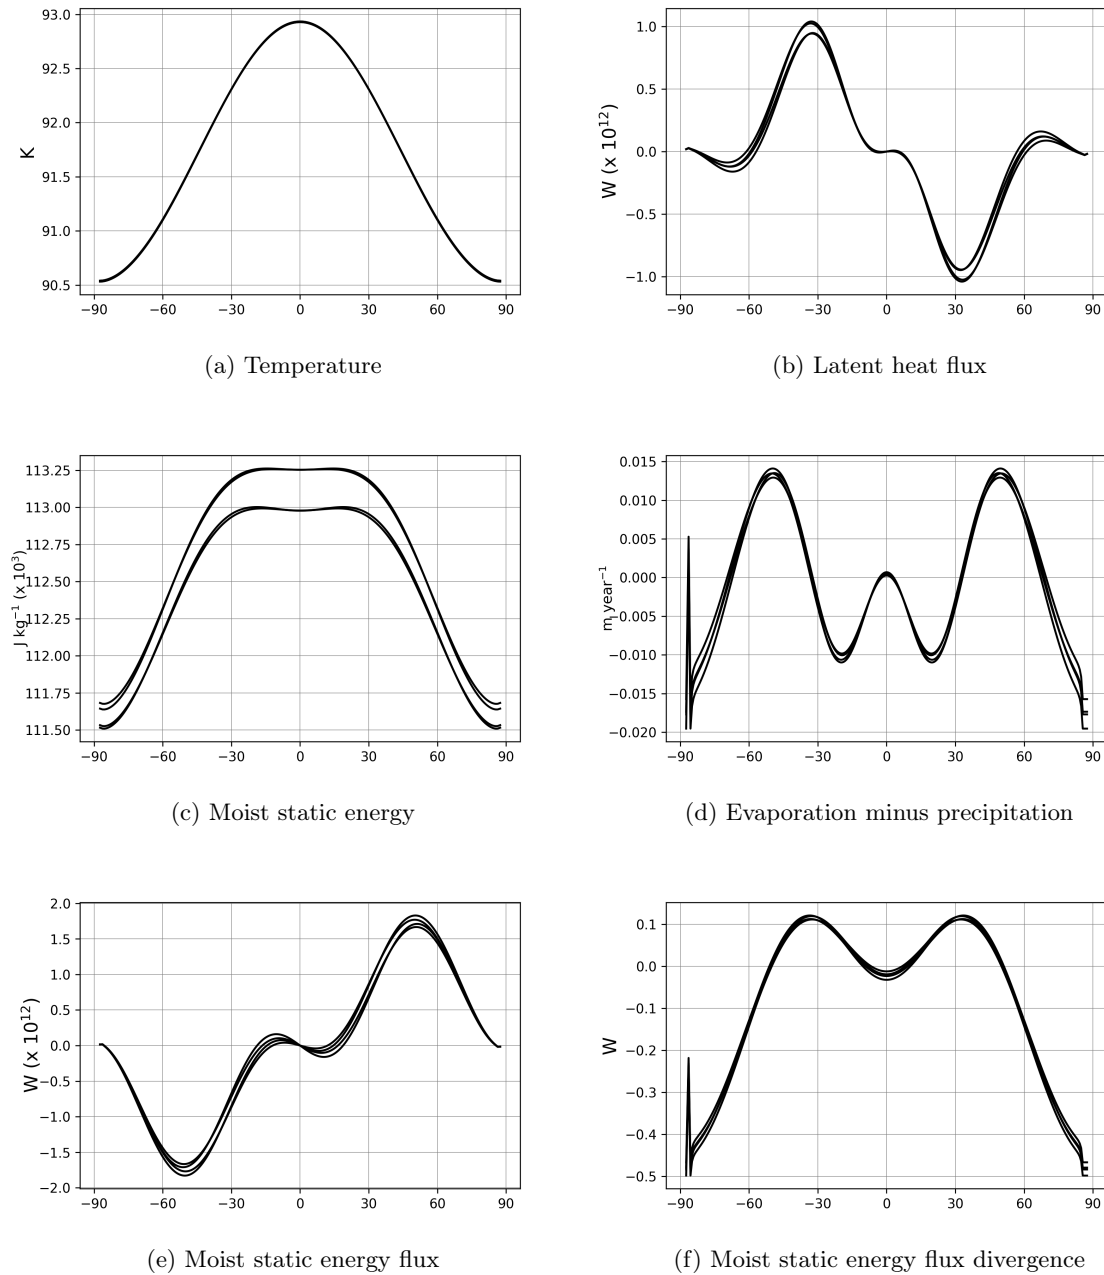 93.0
92.5
92.0
91.5
91.0
90.5
K
−90 −60 −30 0 30 60 90
(a) Temperature
1.0
0.5
0.0
−0.5
−1.0
W (x 10¹²)
−90 −60 −30 0 30 60 90
(b) Latent heat flux
113.25
113.00
112.75
112.50
112.25
112.00
111.75
111.50
J kg⁻¹ (x 10³)
−90 −60 −30 0 30 60 90
(c) Moist static energy
0.015
0.010
0.005
0.000
−0.005
−0.010
−0.015
−0.020
m year⁻¹
−90 −60 −30 0 30 60 90
(d) Evaporation minus precipitation
2.0
1.5
1.0
0.5
0.0
−0.5
−1.0
−1.5
−2.0
W (x 10¹²)
−90 −60 −30 0 30 60 90
(e) Moist static energy flux
0.1
0.0
−0.1
−0.2
−0.3
−0.4
−0.5
W
−90 −60 −30 0 30 60 90
(f) Moist static energy flux divergence